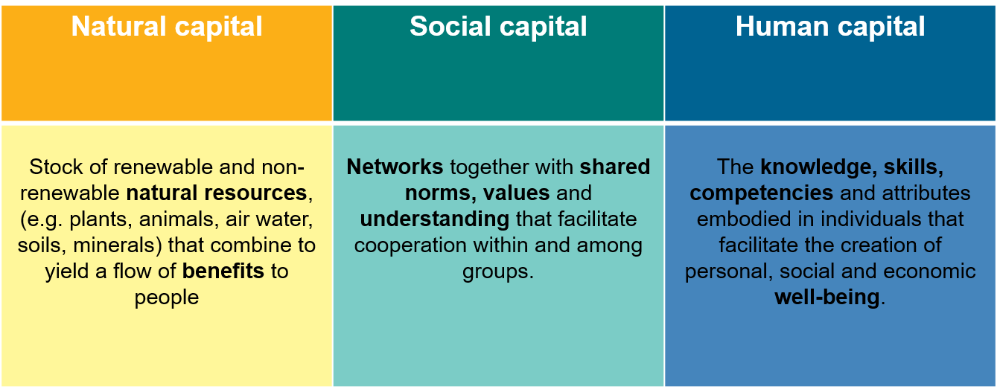 Natural capital
Social capital
Human capital
Stock of renewable and non-
renewable natural resources,
(e.g. plants, animals, air water,
soils, minerals) that combine to
yield a flow of benefits to
people
Networks together with shared
norms, values and
understanding that facilitate
cooperation within and among
groups.
The knowledge, skills,
competencies and attributes
embodied in individuals that
facilitate the creation of
personal, social and economic
well-being.